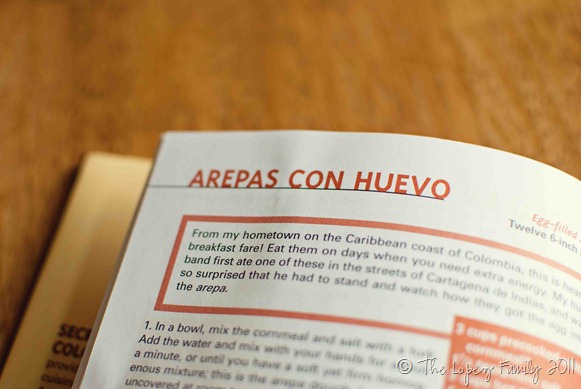 AREPAS CON HUEVO
Egg-filled
Twelve 6-inch
From my hometown on the Caribbean coast of Colombia, this is
breakfast fare! Eat them on days when you need extra energy. My
band first ate one of these in the streets of Cartagena de Indias, and
so surprised that he had to stand and watch how they got the egg
the arepa.
1. In a bowl, mix the cornmeal and salt with a
Add the water and mix with your hands for
a minute, or until you have a soft yet firm
enous mixture; this is the
uncovered at room
3 cups
© The Lopez Family 2011